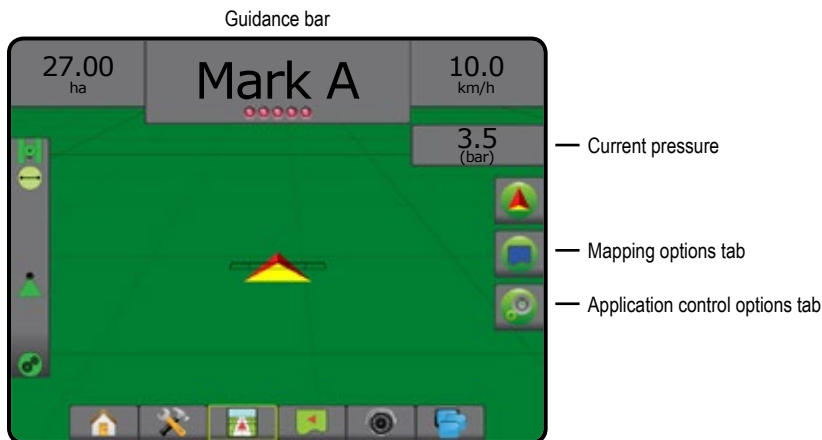 Guidance bar
27.00
ha
Mark A
10.0
km/h
3.5
(bar)
Current pressure
Mapping options tab
Application control options tab